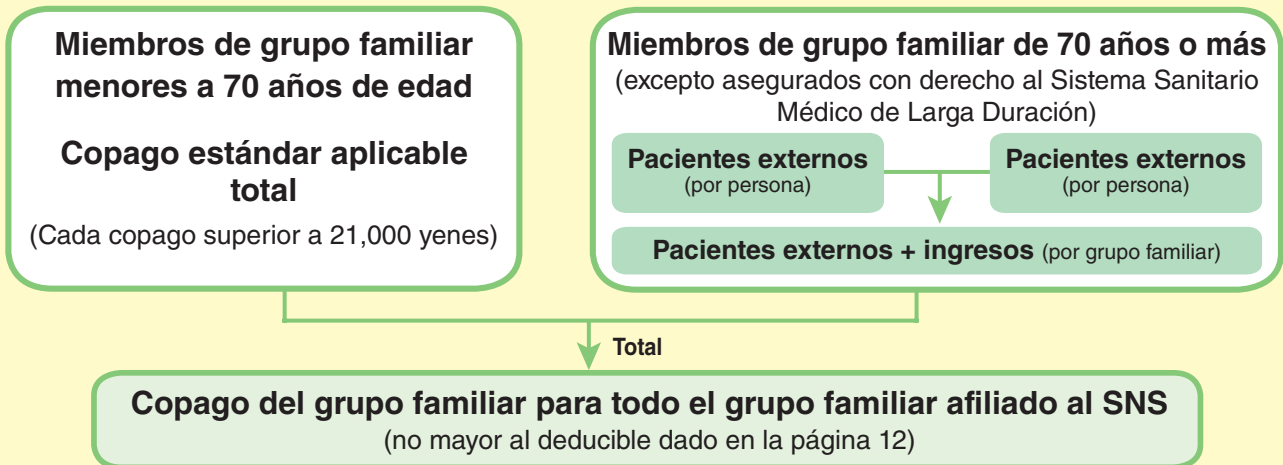 Miembros de grupo familiar
menores a 70 años de edad
Copago estándar aplicable
total
(Cada copago superior a 21,000 yenes)
Miembros de grupo familiar de 70 años o más
(excepto asegurados con derecho al Sistema Sanitario
Médico de Larga Duración)
Pacientes externos
(por persona)
Pacientes externos
(por persona)
Pacientes externos + ingresos (por grupo familiar)
Total
Copago del grupo familiar para todo el grupo familiar afiliado al SNS
(no mayor al deducible dado en la página 12)